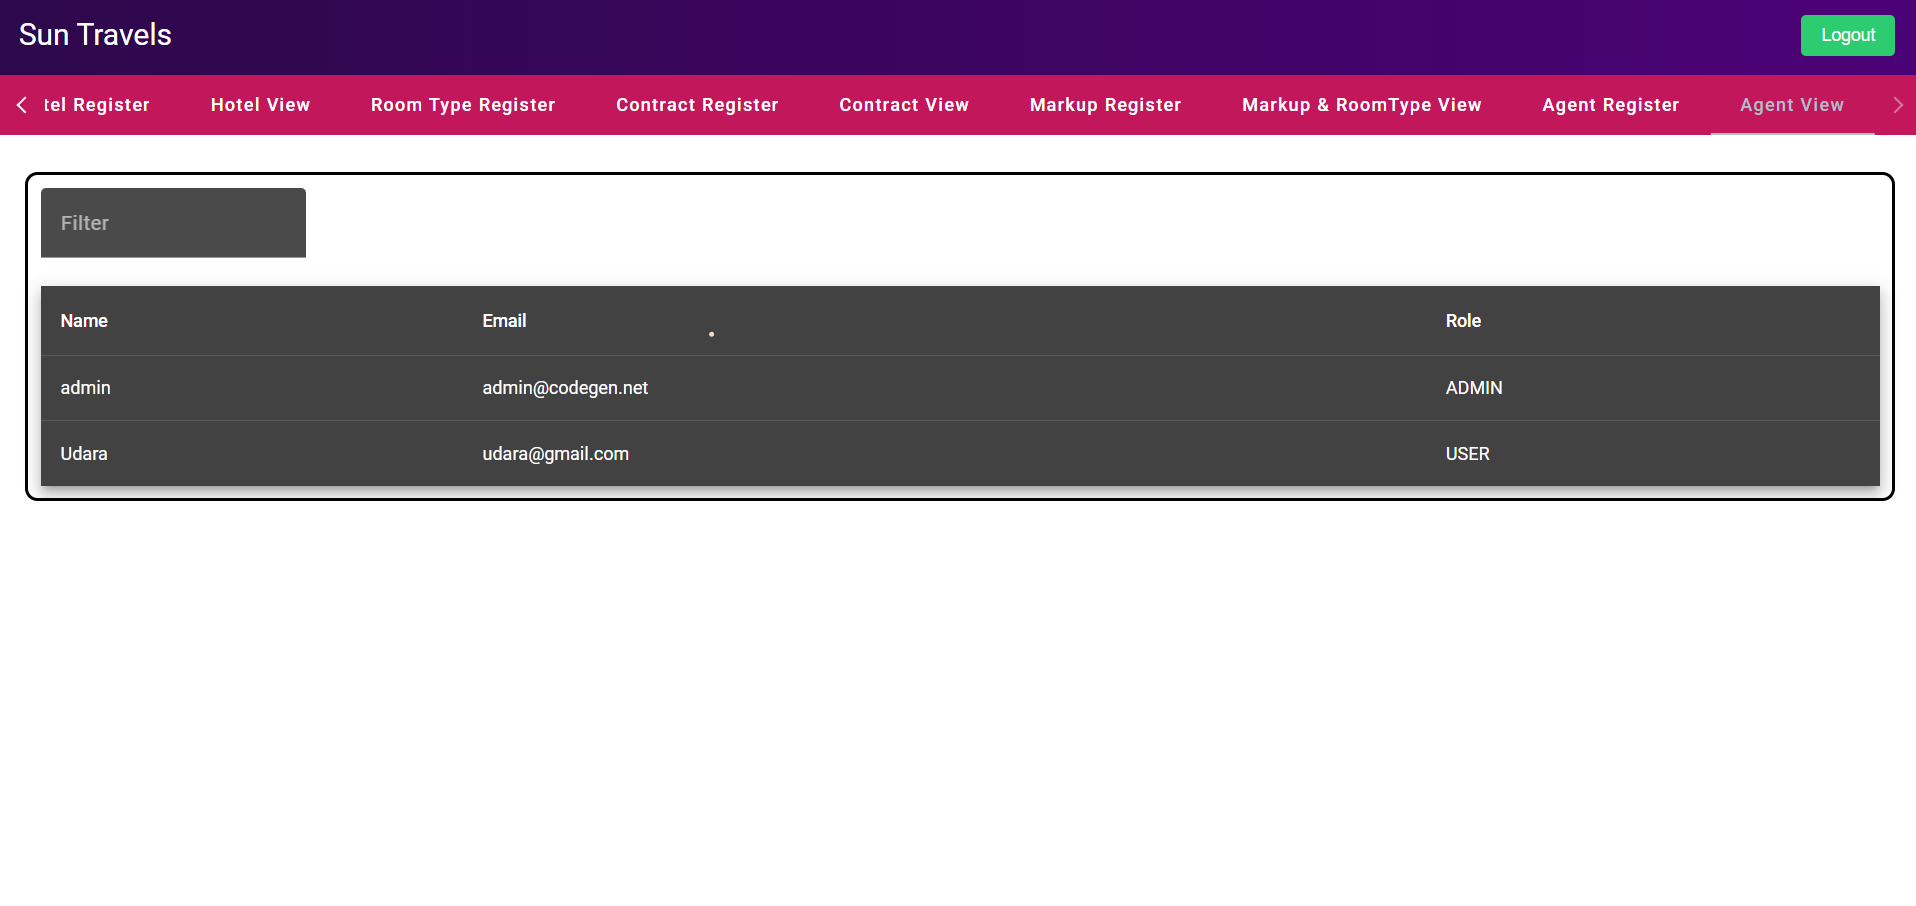 Sun Travels
Logout
tel Register Hotel View Room Type Register Contract Register Contract View Markup Register Markup & RoomType View Agent Register Agent View
Filter
Name Email Role
admin admin@codegen.net ADMIN
Udara udara@gmail.com USER